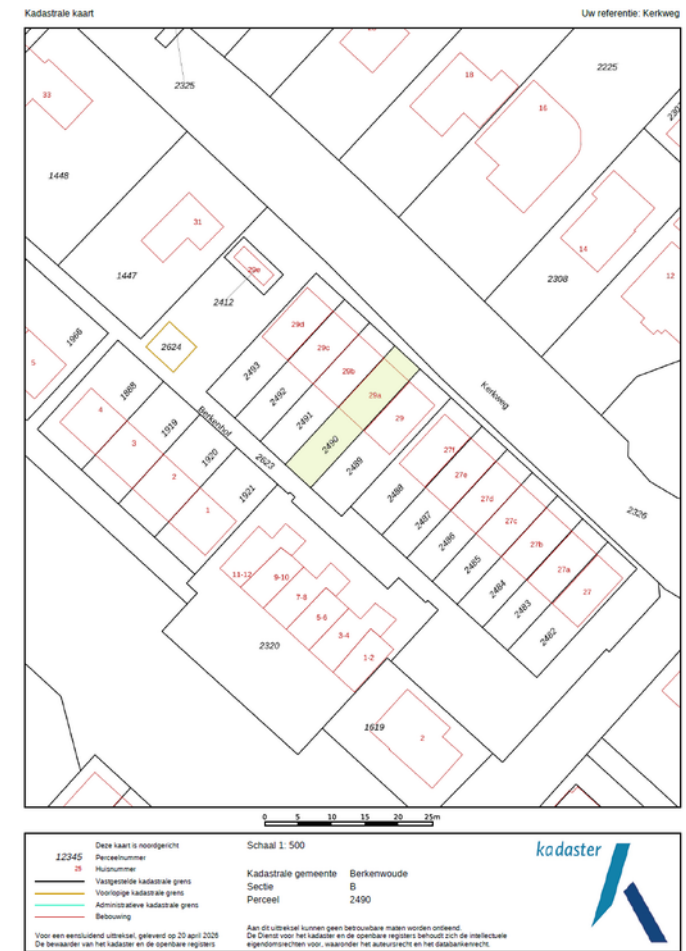 Kadastrale kaart
Uw referentie: Kerkweg
2325
33
18
2225
16
1448
31
14
2308
12
1447
29e
2412
29d
2624
29c
1966
5
29b
2493
29a
2492
1888
Kerkweg
4
29
2491
Berkenhof
1919
3
2490
27f
1920
2623
2489
27e
2
1921
2488
27d
1
2487
27c
2326
2486
27b
2485
27a
11-12
9-10
2484
27
7-8
2483
5-6
3-4
2482
2320
1-2
1619
2
0 5 10 15 20 25m
Deze kaart is noordgericht
12345 Perceelnummer
25 Huisnummer
Vastgestelde kadastrale grens
Voorlopige kadastrale grens
Administratieve kadastrale grens
Bebouwing
Voor een eensluidend uittreksel, geleverd op 20 april 2026
De bewaarder van het kadaster en de openbare registers
Schaal 1: 500
Kadastrale gemeente Berkenwoude
Sectie B
Perceel 2490
Aan dit uittreksel kunnen geen betrouwbare maten worden ontleend.
De Dienst voor het kadaster en de openbare registers behoudt zich de intellectuele
eigendomsrechten voor, waaronder het auteursrecht en het databankenrecht.
kadaster